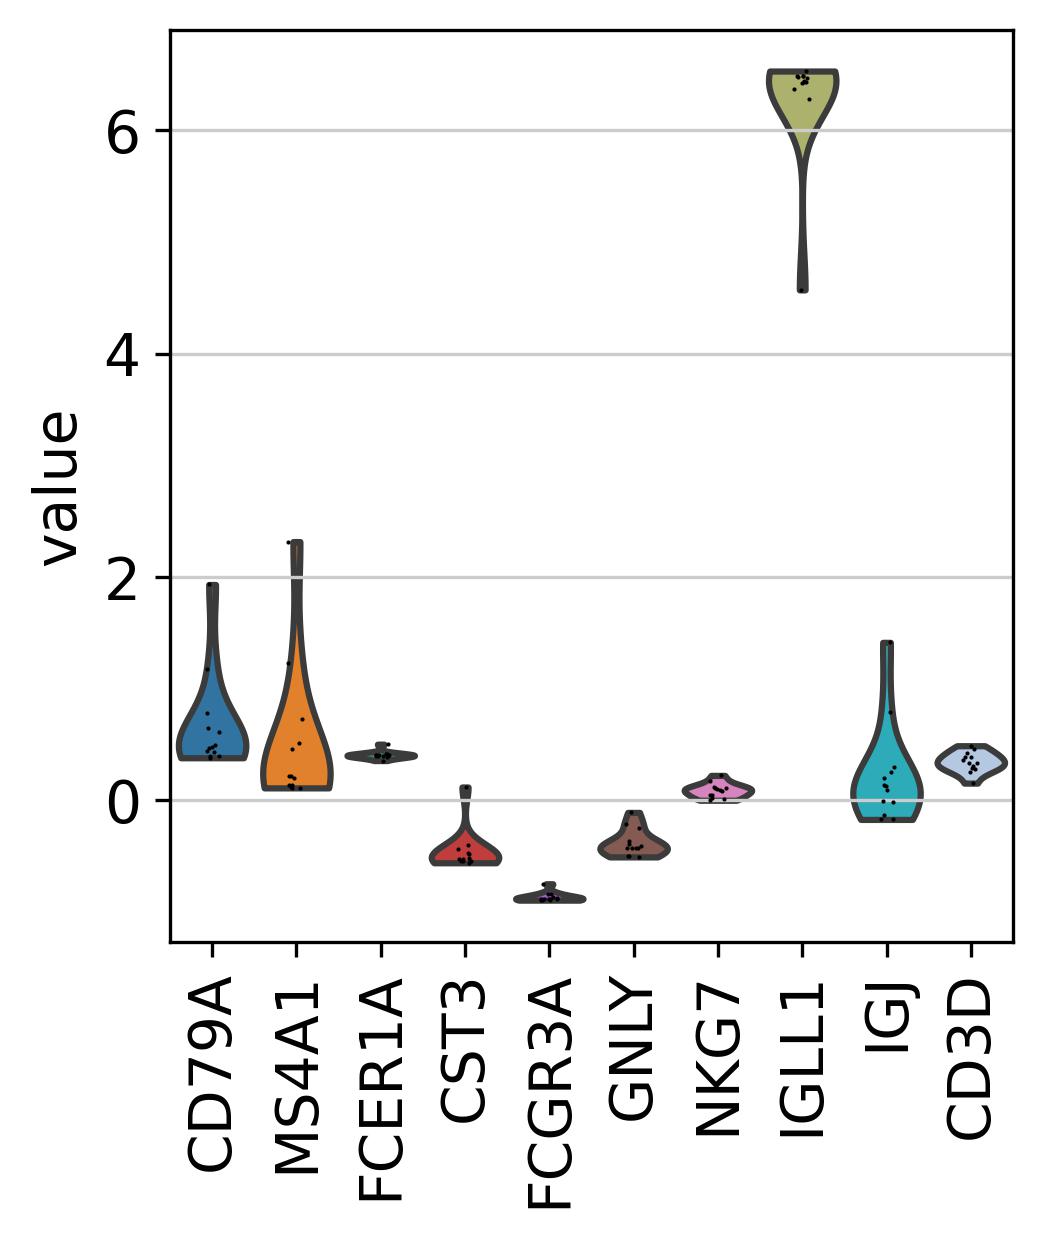 value
6
4
2
0
CD79A
MS4A1
FCER1A
CST3
FCGR3A
GNLY
NKG7
IGLL1
IGJ
CD3D